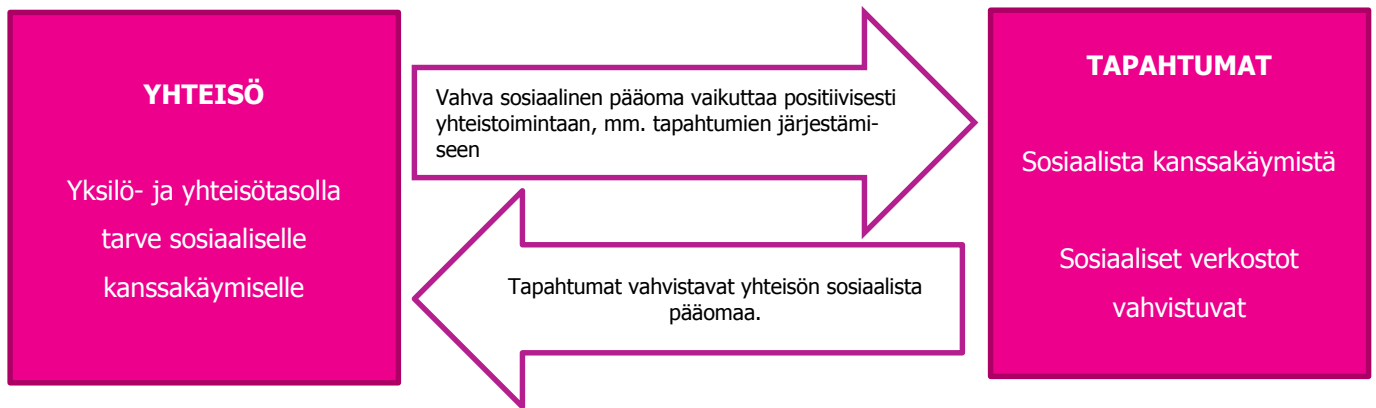 YHTEISÖ
Yksilö- ja yhteisötasolla
tarve sosiaaliselle
kanssakäymiselle
Vahva sosiaalinen pääoma vaikuttaa positiivisesti
yhteistoimintaan, mm. tapahtumien järjestämi-
seen
Tapahtumat vahvistavat yhteisön sosiaalista
pääomaa.
TAPAHTUMAT
Sosiaalista kanssakäymistä
Sosiaaliset verkostot
vahvistuvat